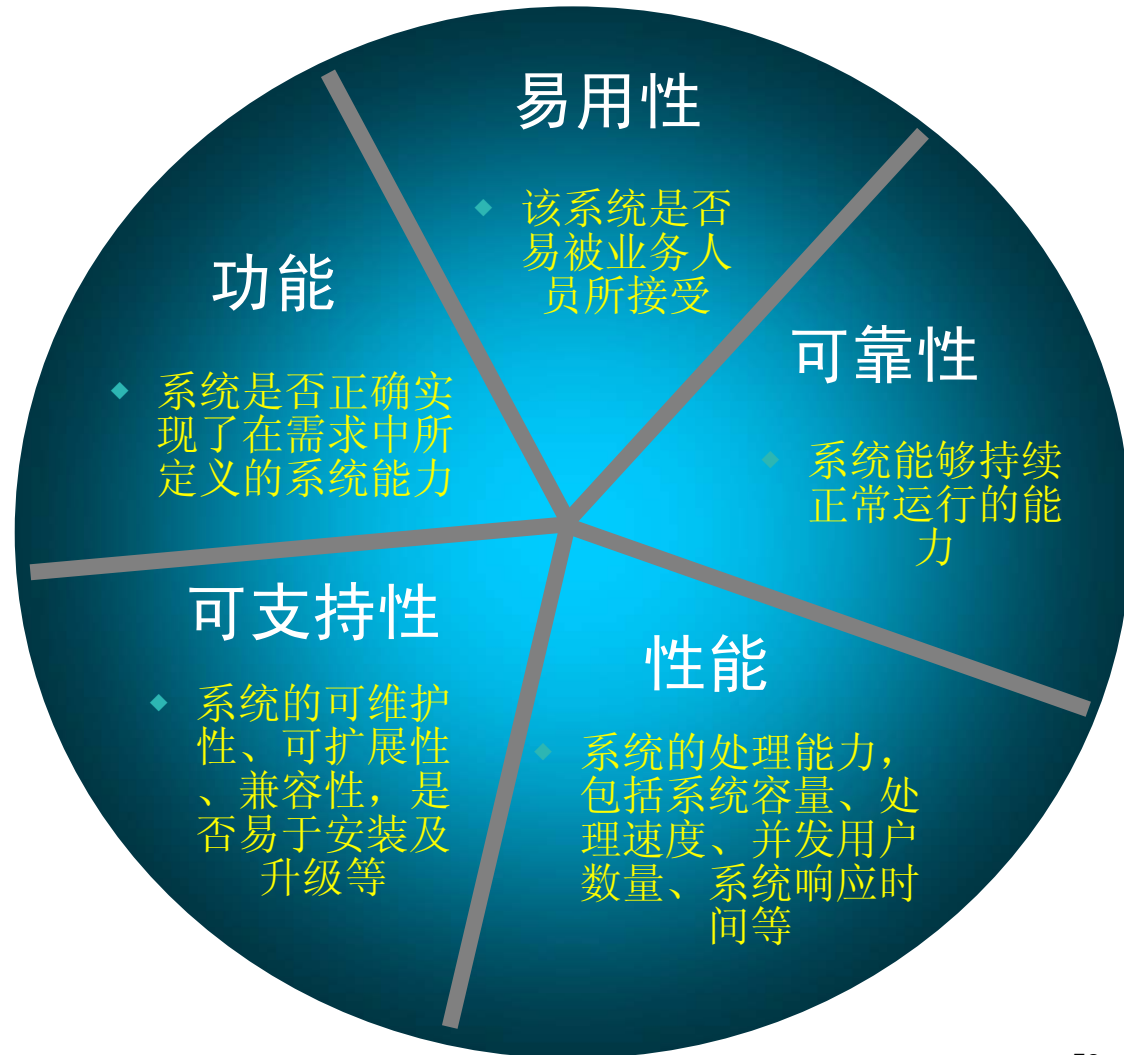 易用性
该系统是否
易被业务人
员所接受
功能
系统是否正确实
现了在需求中所
定义的系统能力
可靠性
系统能够持续
正常运行的能
力
可支持性
系统的可维护
性、可扩展性
、兼容性，是
否易于安装及
升级等
性能
系统的处理能力，
包括系统容量、处
理速度、并发用户
数量、系统响应时
间等